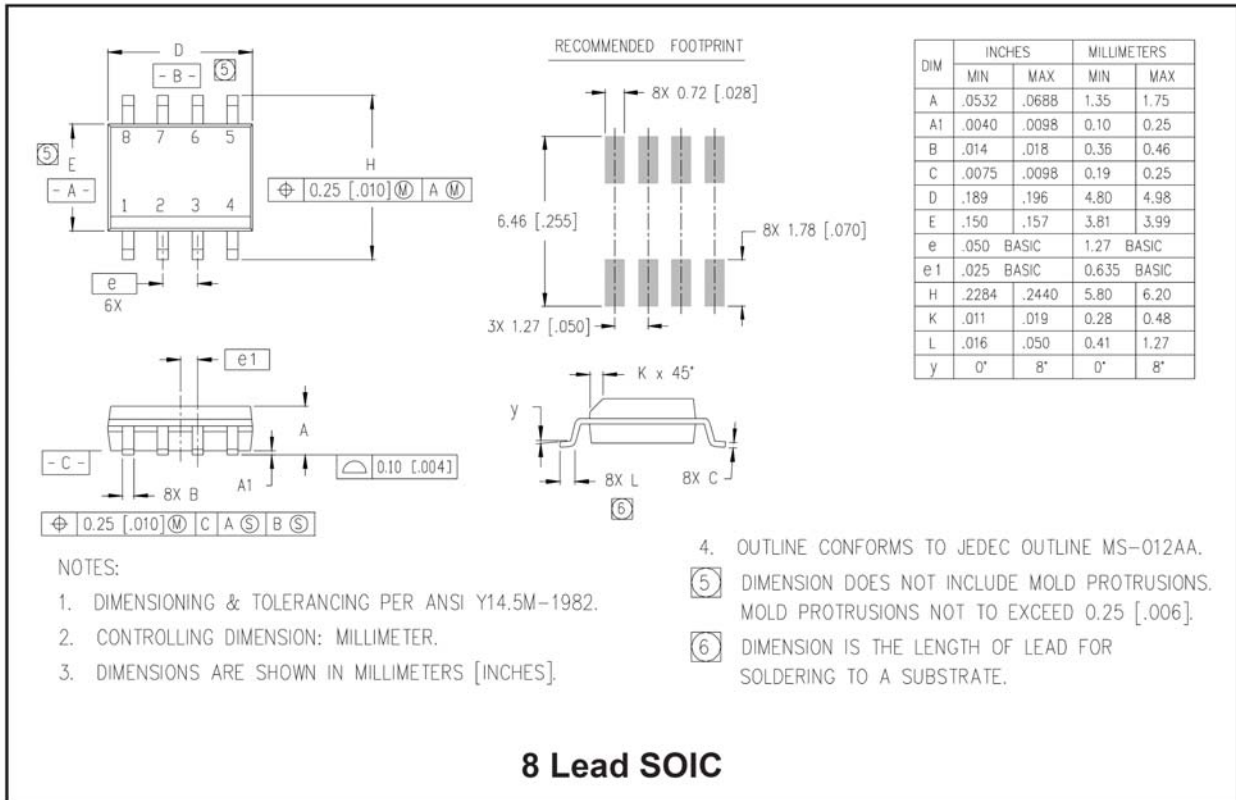 D
- B -
5
8 7 6 5
5
E
- A -
H
⌖ 0.25 [.010] Ⓜ A Ⓜ
1 2 3 4
e
6X
RECOMMENDED FOOTPRINT
8X 0.72 [.028]
6.46 [.255]
8X 1.78 [.070]
3X 1.27 [.050]
DIM INCHES MILLIMETERS
MIN MAX MIN MAX
A .0532 .0688 1.35 1.75
A1 .0040 .0098 0.10 0.25
B .014 .018 0.36 0.46
C .0075 .0098 0.19 0.25
D .189 .196 4.80 4.98
E .150 .157 3.81 3.99
e .050 BASIC 1.27 BASIC
e1 .025 BASIC 0.635 BASIC
H .2284 .2440 5.80 6.20
K .011 .019 0.28 0.48
L .016 .050 0.41 1.27
y 0° 8° 0° 8°
e1
A
- C -
8X B
A1
⌓ 0.10 [.004]
⌖ 0.25 [.010] Ⓜ C A Ⓢ B Ⓢ
K x 45°
y
8X L
8X C
6
NOTES:
1. DIMENSIONING & TOLERANCING PER ANSI Y14.5M-1982.
2. CONTROLLING DIMENSION: MILLIMETER.
3. DIMENSIONS ARE SHOWN IN MILLIMETERS [INCHES].
4. OUTLINE CONFORMS TO JEDEC OUTLINE MS-012AA.
5 DIMENSION DOES NOT INCLUDE MOLD PROTRUSIONS.
MOLD PROTRUSIONS NOT TO EXCEED 0.25 [.006].
6 DIMENSION IS THE LENGTH OF LEAD FOR
SOLDERING TO A SUBSTRATE.
8 Lead SOIC